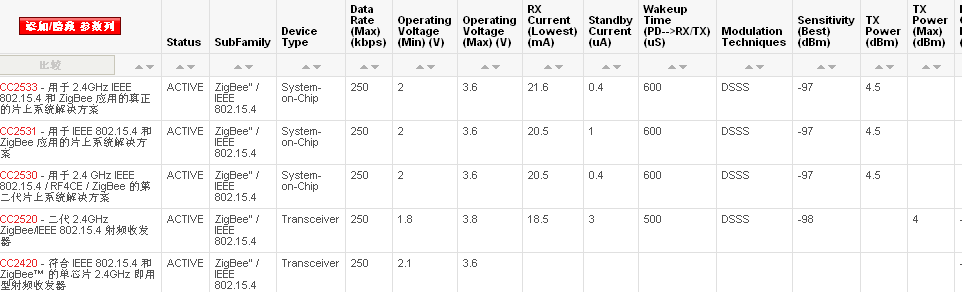 添加/隐藏 参数列
Status
SubFamily
Device
Type
Data
Rate
(Max)
(kbps)
Operating
Voltage
(Min) (V)
Operating
Voltage
(Max) (V)
RX
Current
(Lowest)
(mA)
Standby
Current
(uA)
Wakeup
Time
(PD-->RX/TX)
(uS)
Modulation
Techniques
Sensitivity
(Best)
(dBm)
TX
Power
(dBm)
TX
Power
(Max)
(dBm)
比较
CC2533 - 用于 2.4GHz IEEE
802.15.4 和 ZigBee 应用的真正
的片上系统解决方案
ACTIVE
ZigBee" /
IEEE
802.15.4
System-
on-Chip
250
2
3.6
21.6
0.4
600
DSSS
-97
4.5
CC2531 - 用于 IEEE 802.15.4 和
ZigBee 应用的片上系统解决方
案
ACTIVE
ZigBee" /
IEEE
802.15.4
System-
on-Chip
250
2
3.6
20.5
1
600
DSSS
-97
4.5
CC2530 - 用于 2.4 GHz IEEE
802.15.4 / RF4CE / ZigBee 的第
二代片上系统解决方案
ACTIVE
ZigBee" /
IEEE
802.15.4
System-
on-Chip
250
2
3.6
20.5
0.4
600
DSSS
-97
4.5
CC2520 - 二代 2.4GHz
ZigBee/IEEE 802.15.4 射频收发
器
ACTIVE
ZigBee" /
IEEE
802.15.4
Transceiver
250
1.8
3.8
18.5
3
500
DSSS
-98
4
CC2420 - 符合 IEEE 802.15.4 和
ZigBee™ 的单芯片 2.4GHz 即用
型射频收发器
ACTIVE
ZigBee" /
IEEE
802.15.4
Transceiver
250
2.1
3.6